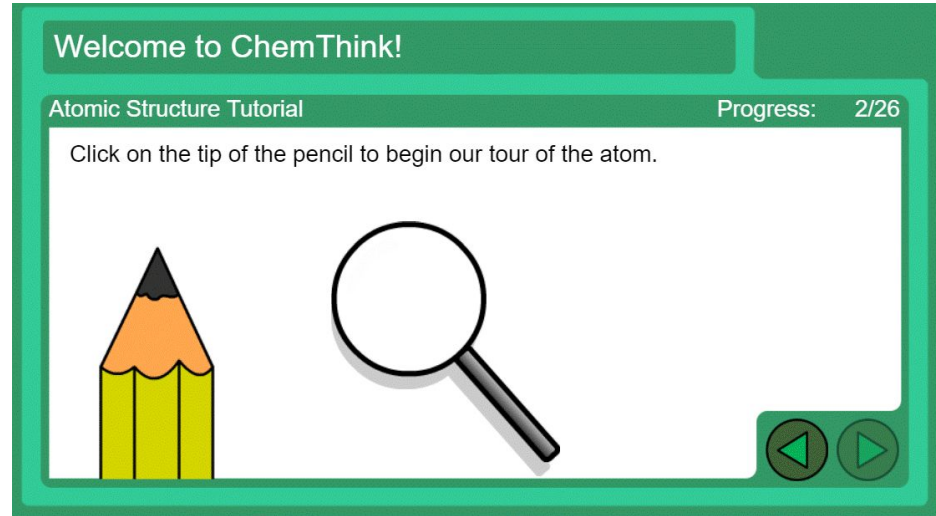 Welcome to ChemThink!
Atomic Structure Tutorial Progress: 2/26
Click on the tip of the pencil to begin our tour of the atom.